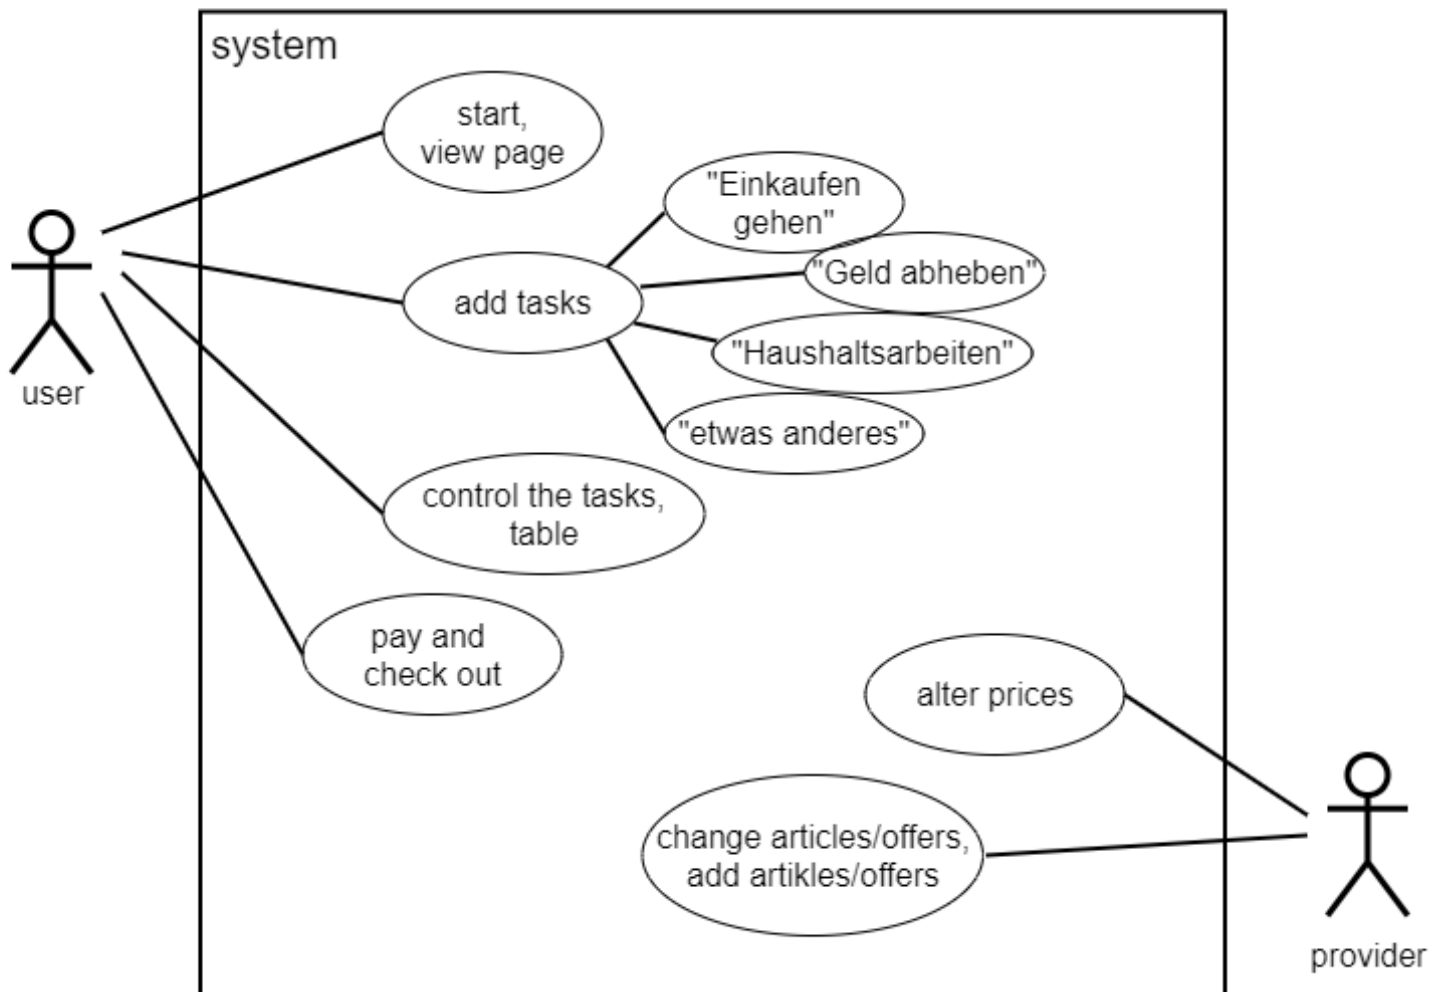 system
start,
view page
"Einkaufen
gehen"
"Geld abheben"
add tasks
"Haushaltsarbeiten"
user
"etwas anderes"
control the tasks,
table
pay and
check out
alter prices
change articles/offers,
add artikles/offers
provider